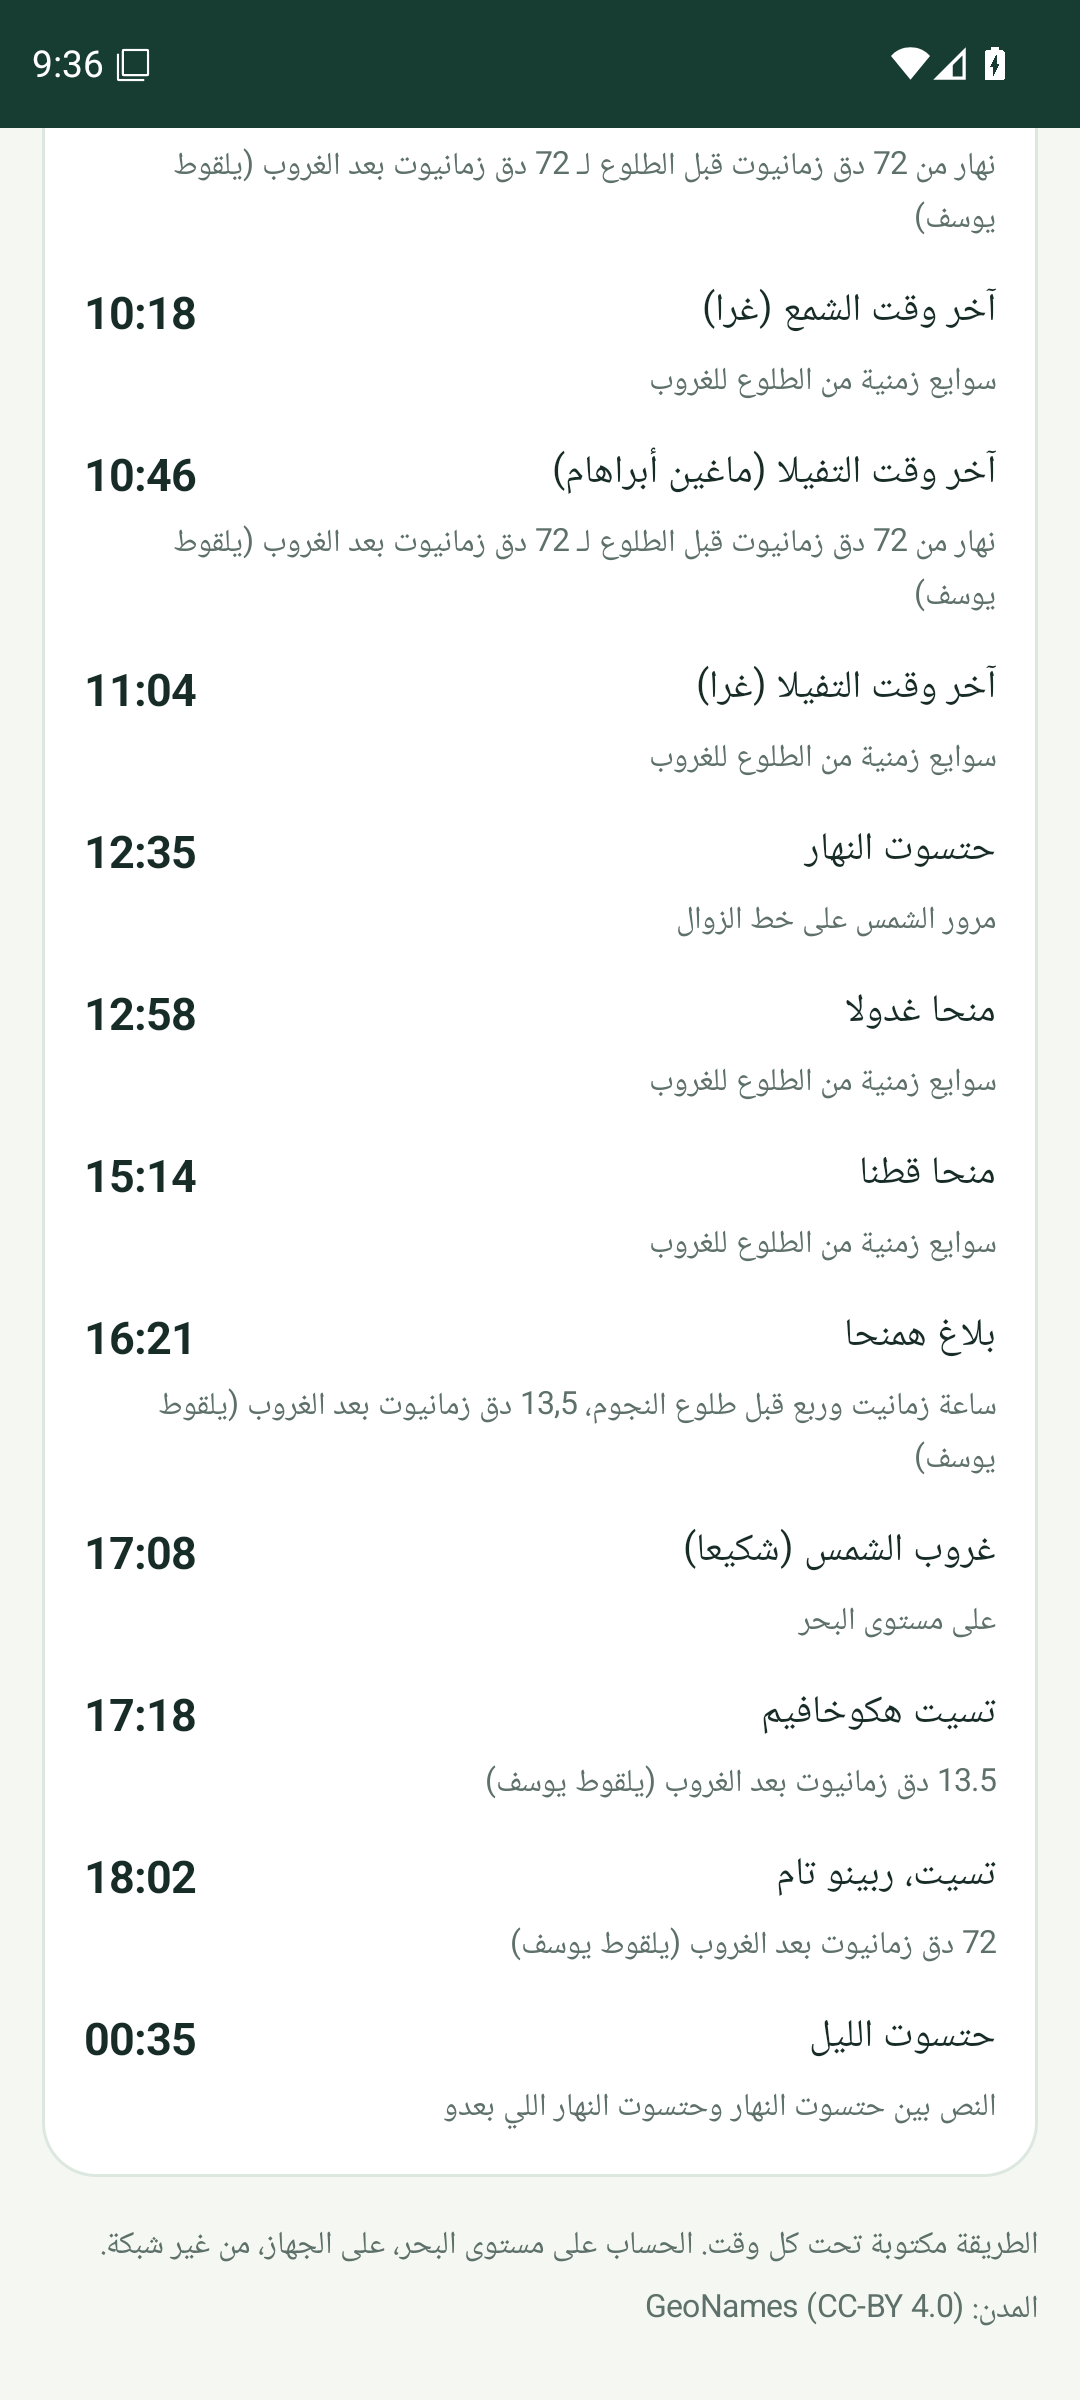 9:36
نهار من 72 دق زمانيوت قبل الطلوع لـ 72 دق زمانيوت بعد الغروب (يلقوط
يوسف)
آخر وقت الشمع (غرا)
10:18
سوايع زمنية من الطلوع للغروب
آخر وقت التفيلا (ماغين أبراهام)
10:46
نهار من 72 دق زمانيوت قبل الطلوع لـ 72 دق زمانيوت بعد الغروب (يلقوط
يوسف)
آخر وقت التفيلا (غرا)
11:04
سوايع زمنية من الطلوع للغروب
حتسوت النهار
12:35
مرور الشمس على خط الزوال
منحا غدولا
12:58
سوايع زمنية من الطلوع للغروب
منحا قطنا
15:14
سوايع زمنية من الطلوع للغروب
بلاغ همنحا
16:21
ساعة زمانيت وربع قبل طلوع النجوم، 13,5 دق زمانيوت بعد الغروب (يلقوط
يوسف)
غروب الشمس (شكيعا)
17:08
على مستوى البحر
تسيت هكوخافيم
17:18
13.5 دق زمانيوت بعد الغروب (يلقوط يوسف)
تسيت، ربينو تام
18:02
72 دق زمانيوت بعد الغروب (يلقوط يوسف)
حتسوت الليل
00:35
النص بين حتسوت النهار وحتسوت النهار اللي بعدو
الطريقة مكتوبة تحت كل وقت. الحساب على مستوى البحر، على الجهاز، من غير شبكة.
المدن: GeoNames (CC-BY 4.0)